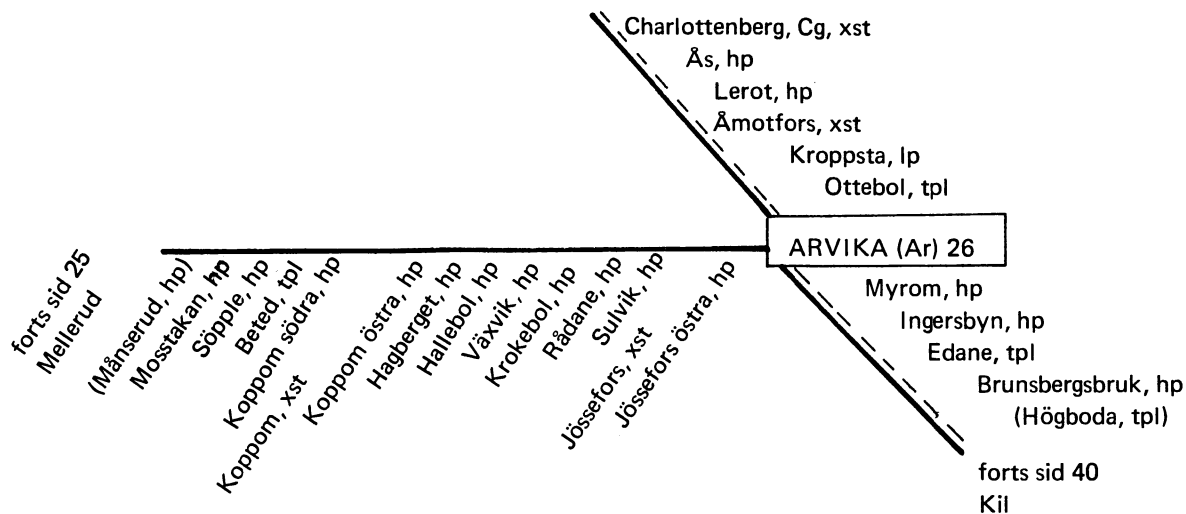 Charlottenberg, Cg, xst
Ås, hp
Lerot, hp
Åmotfors, xst
Kroppsta, lp
Ottebol, tpl
ARVIKA (Ar) 26
forts sid 25
Mellerud
(Månserud, hp)
Mosstakan, hp
Söpple, hp
Beted, tpl
Koppom södra, hp
Koppom, xst
Koppom östra, hp
Hagberget, hp
Hallebol, hp
Växvik, hp
Krokebol, hp
Rådane, hp
Sulvik, hp
Jössefors, xst
Jössefors östra, hp
Myrom, hp
Ingersbyn, hp
Edane, tpl
Brunsbergsbruk, hp
(Högboda, tpl)
forts sid 40
Kil